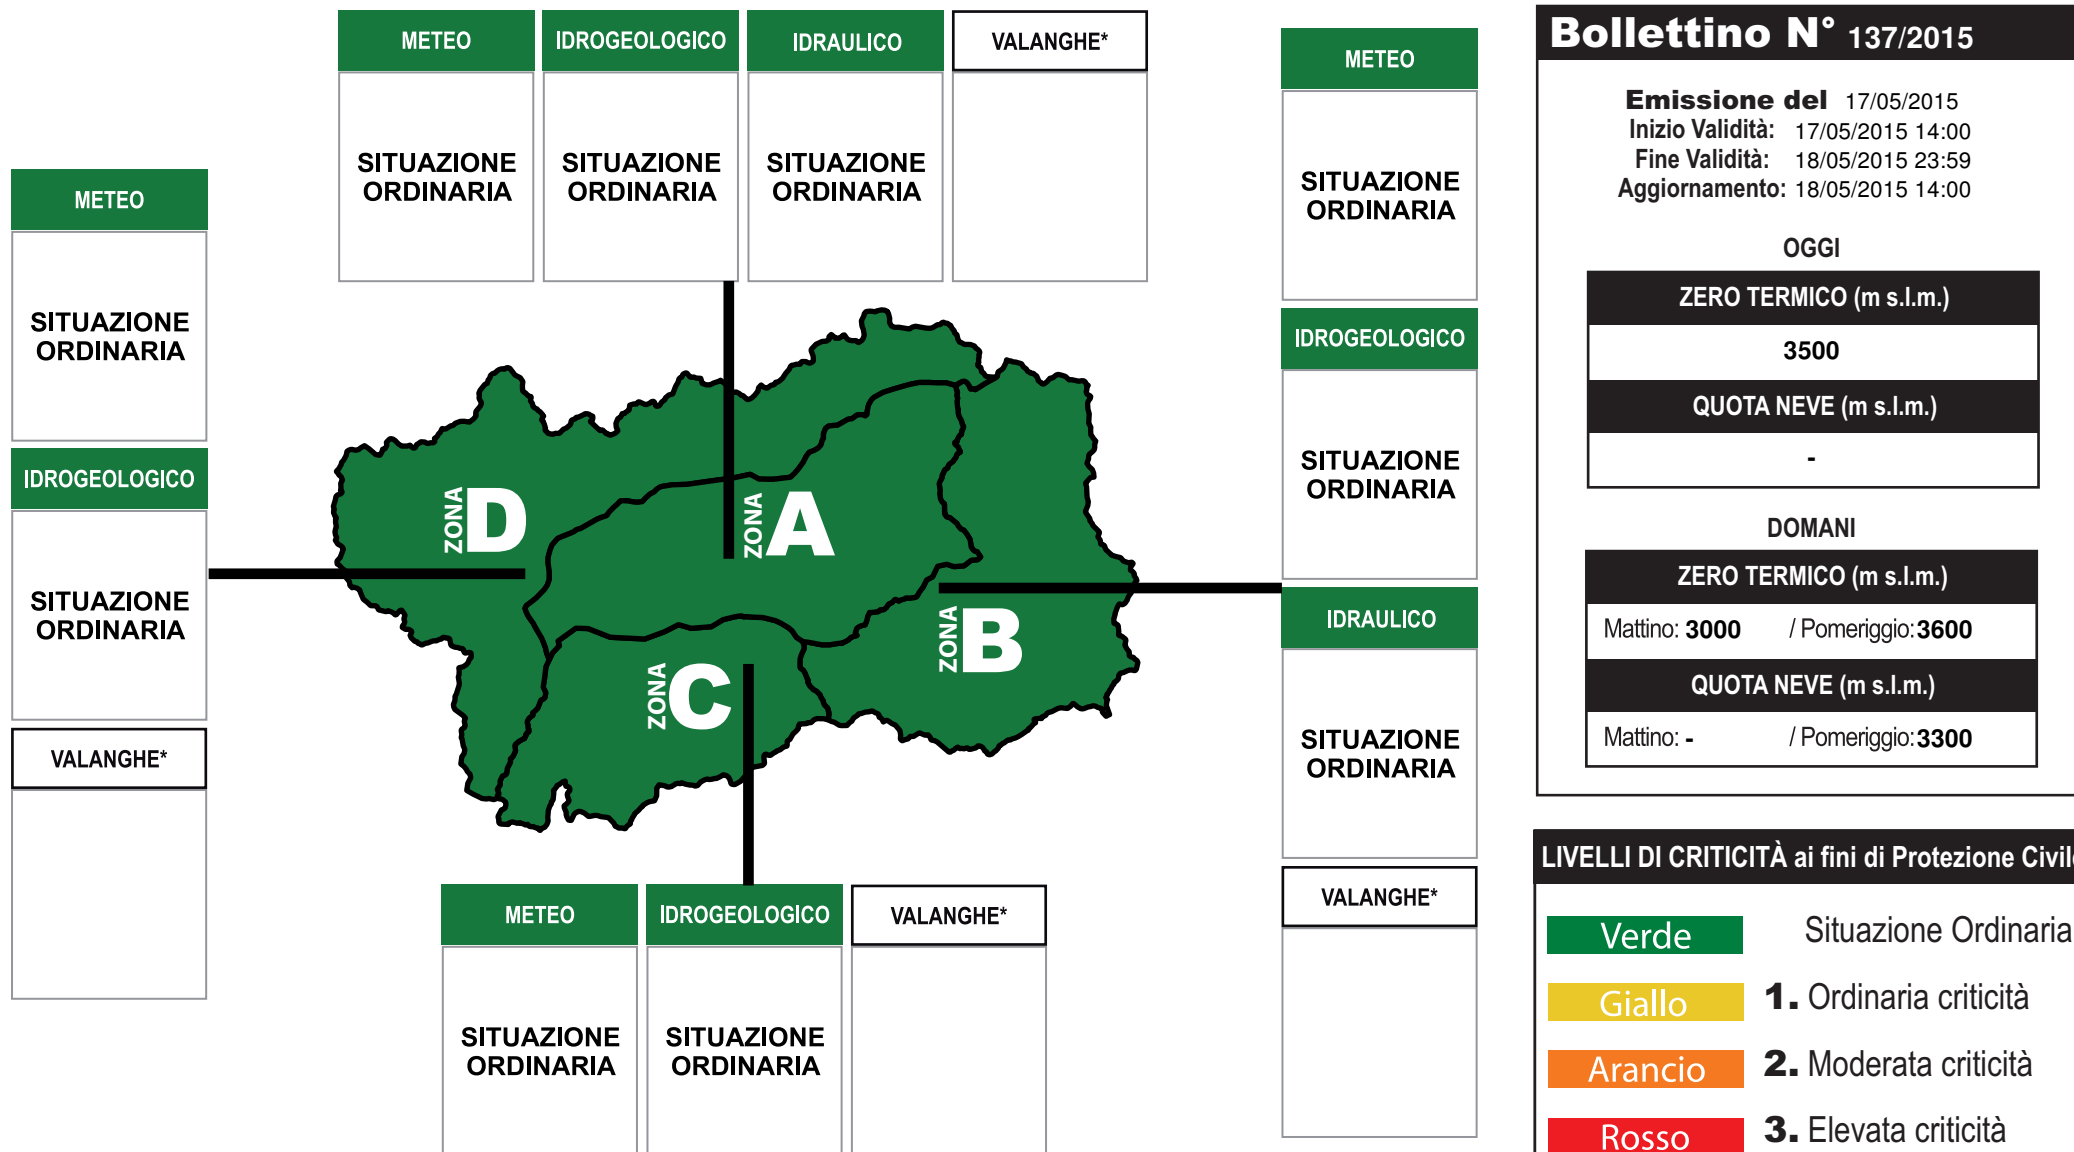 METEO
IDROGEOLOGICO
IDRAULICO
VALANGHE*
SITUAZIONE
ORDINARIA
SITUAZIONE
ORDINARIA
SITUAZIONE
ORDINARIA
METEO
SITUAZIONE
ORDINARIA
IDROGEOLOGICO
SITUAZIONE
ORDINARIA
VALANGHE*
ZONA D
ZONA A
ZONA B
ZONA C
METEO
SITUAZIONE
ORDINARIA
IDROGEOLOGICO
SITUAZIONE
ORDINARIA
IDRAULICO
SITUAZIONE
ORDINARIA
VALANGHE*
METEO
IDROGEOLOGICO
VALANGHE*
SITUAZIONE
ORDINARIA
SITUAZIONE
ORDINARIA
Bollettino N° 137/2015
Emissione del 17/05/2015
Inizio Validità: 17/05/2015 14:00
Fine Validità: 18/05/2015 23:59
Aggiornamento: 18/05/2015 14:00
OGGI
ZERO TERMICO (m s.l.m.)
3500
QUOTA NEVE (m s.l.m.)
-
DOMANI
ZERO TERMICO (m s.l.m.)
Mattino: 3000 / Pomeriggio: 3600
QUOTA NEVE (m s.l.m.)
Mattino: - / Pomeriggio: 3300
LIVELLI DI CRITICITÀ ai fini di Protezione Civile
Verde Situazione Ordinaria
Giallo 1. Ordinaria criticità
Arancio 2. Moderata criticità
Rosso 3. Elevata criticità